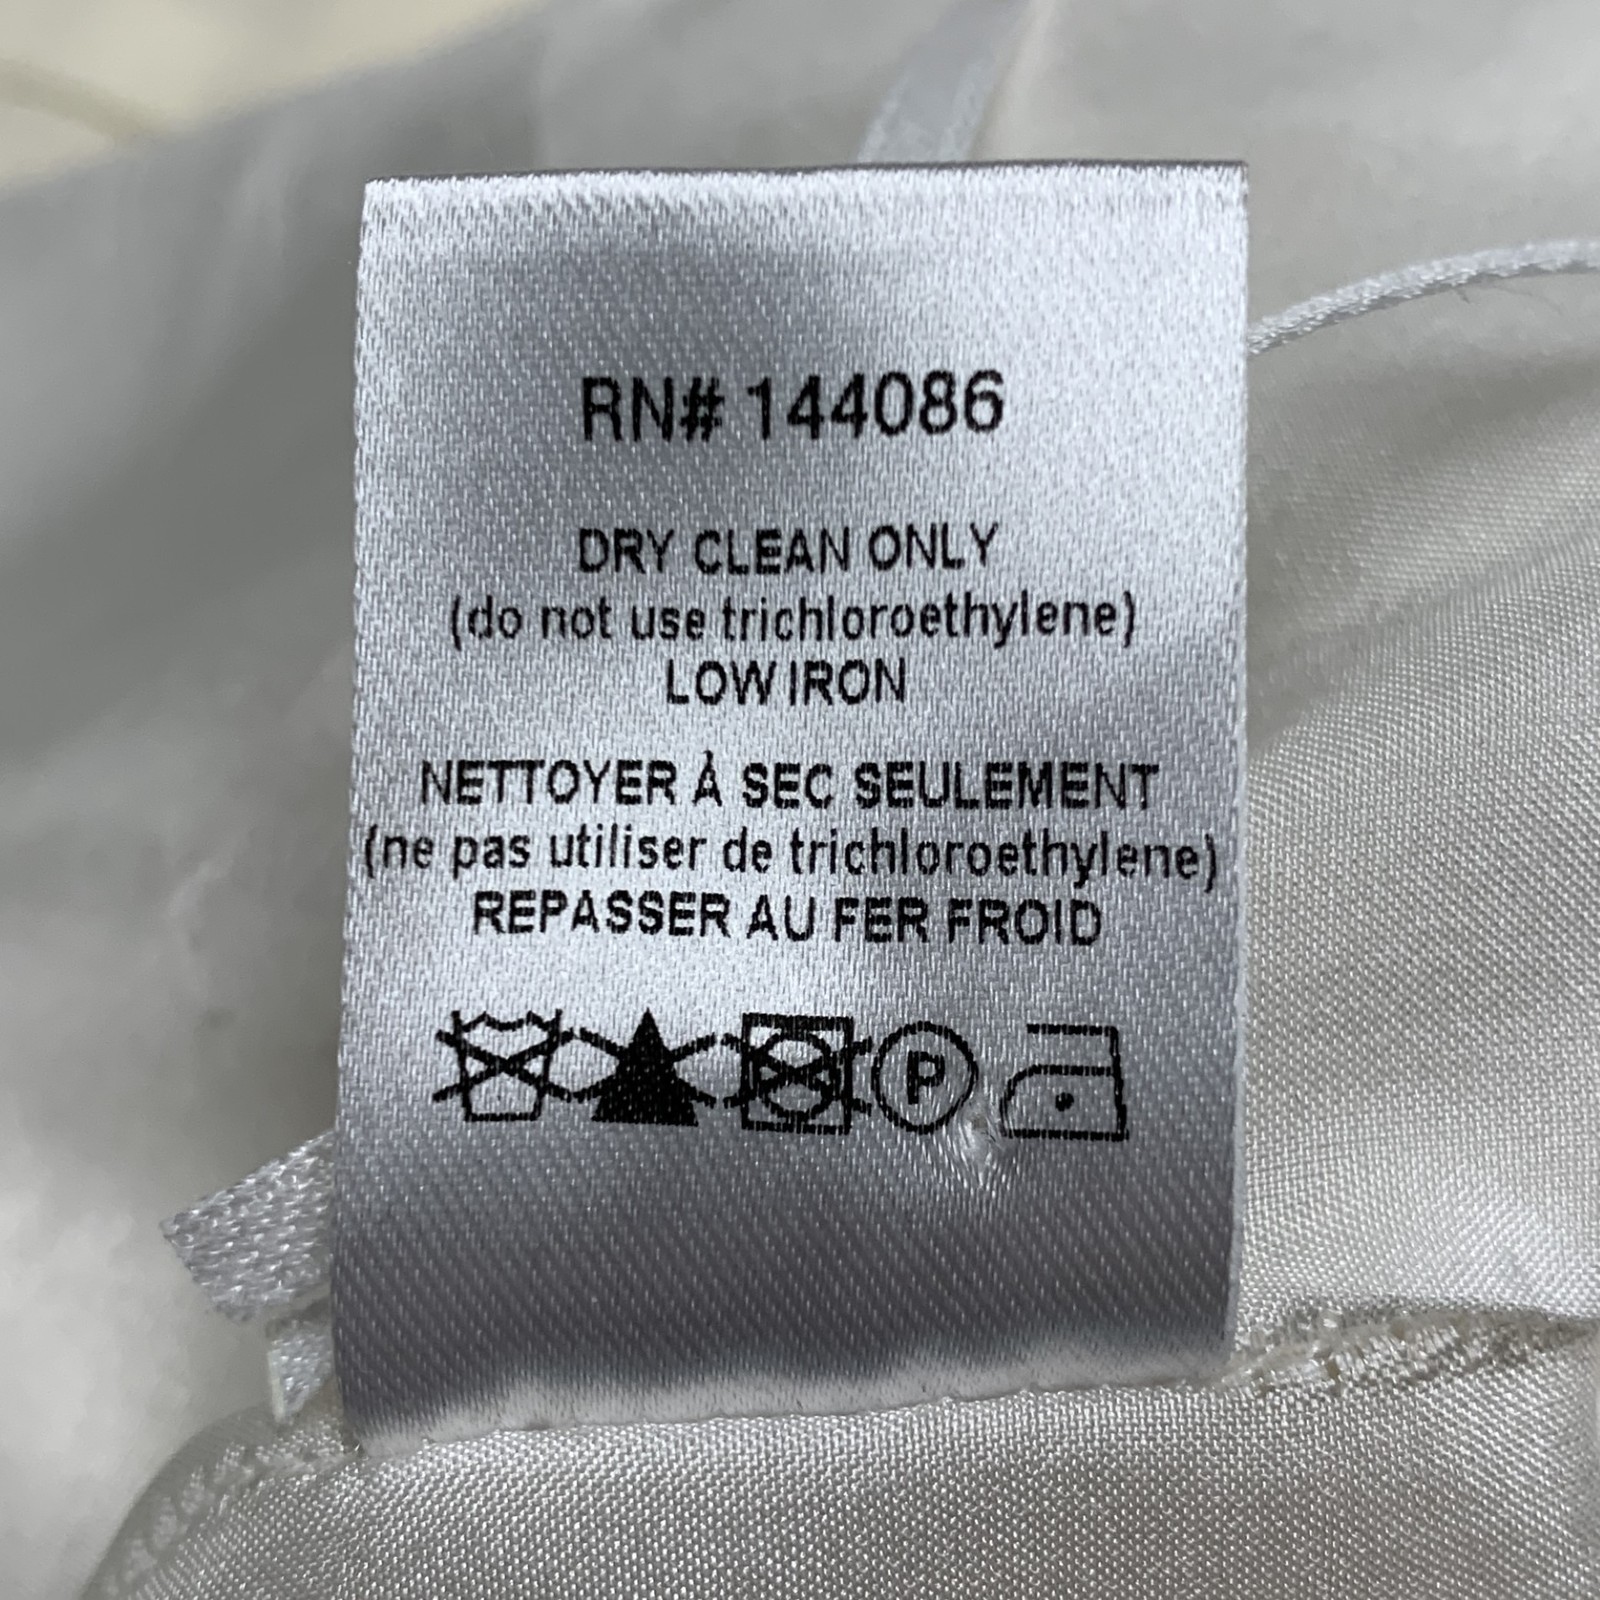 RN# 144086
DRY CLEAN ONLY
(do not use trichloroethylene)
LOW IRON
NETTOYER À SEC SEULEMENT
(ne pas utiliser de trichloroethylene)
REPASSER AU FER FROID
P